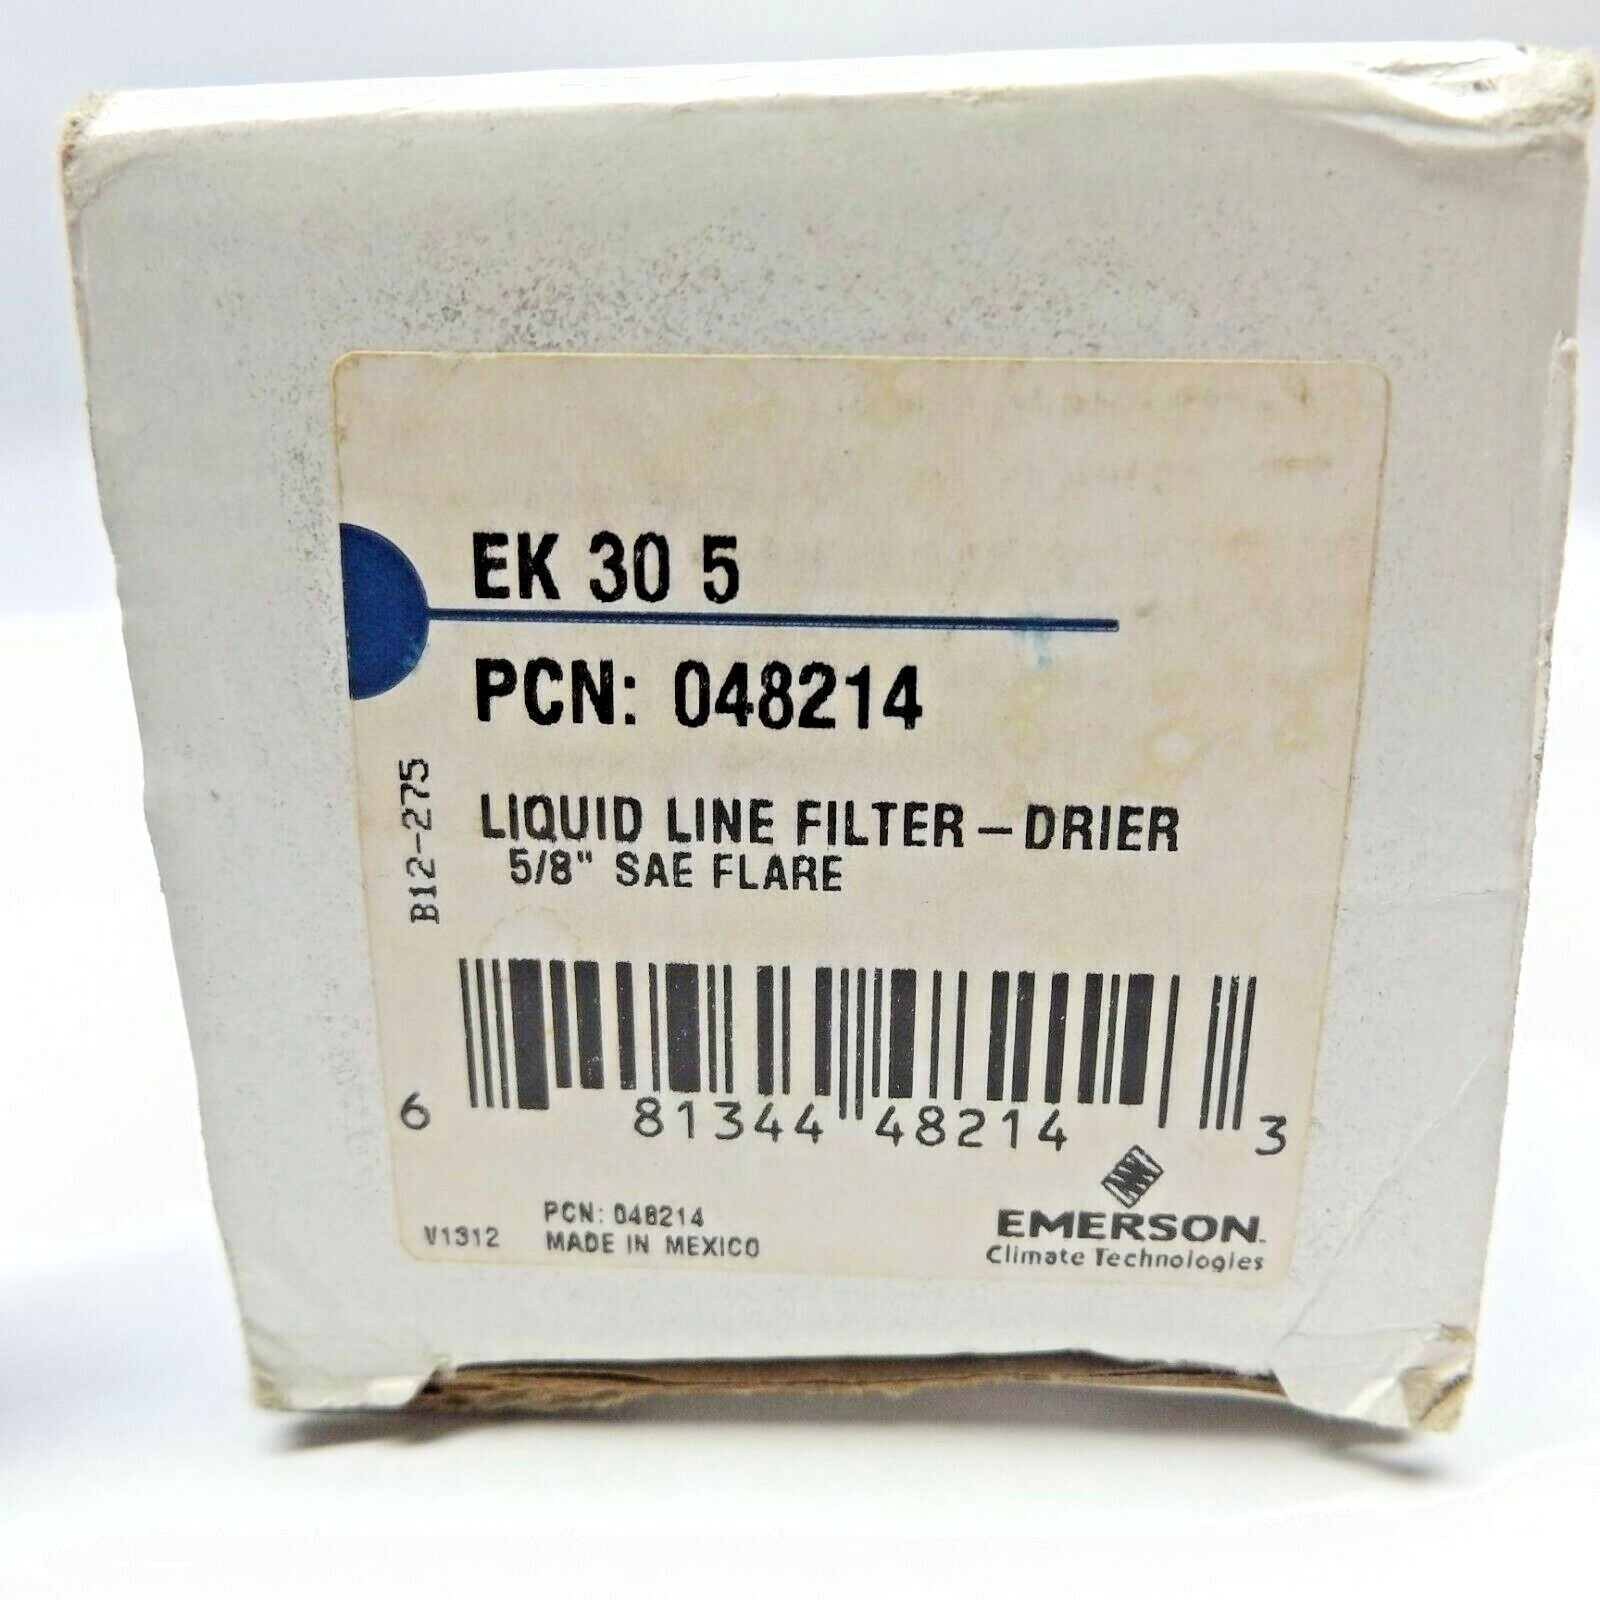 EK 30 5
PCN: 048214
B12-275
LIQUID LINE FILTER-DRIER
5/8" SAE FLARE
6 81344 48214 3
PCN: 048214
V1312 MADE IN MEXICO
EMERSON
Climate Technologies